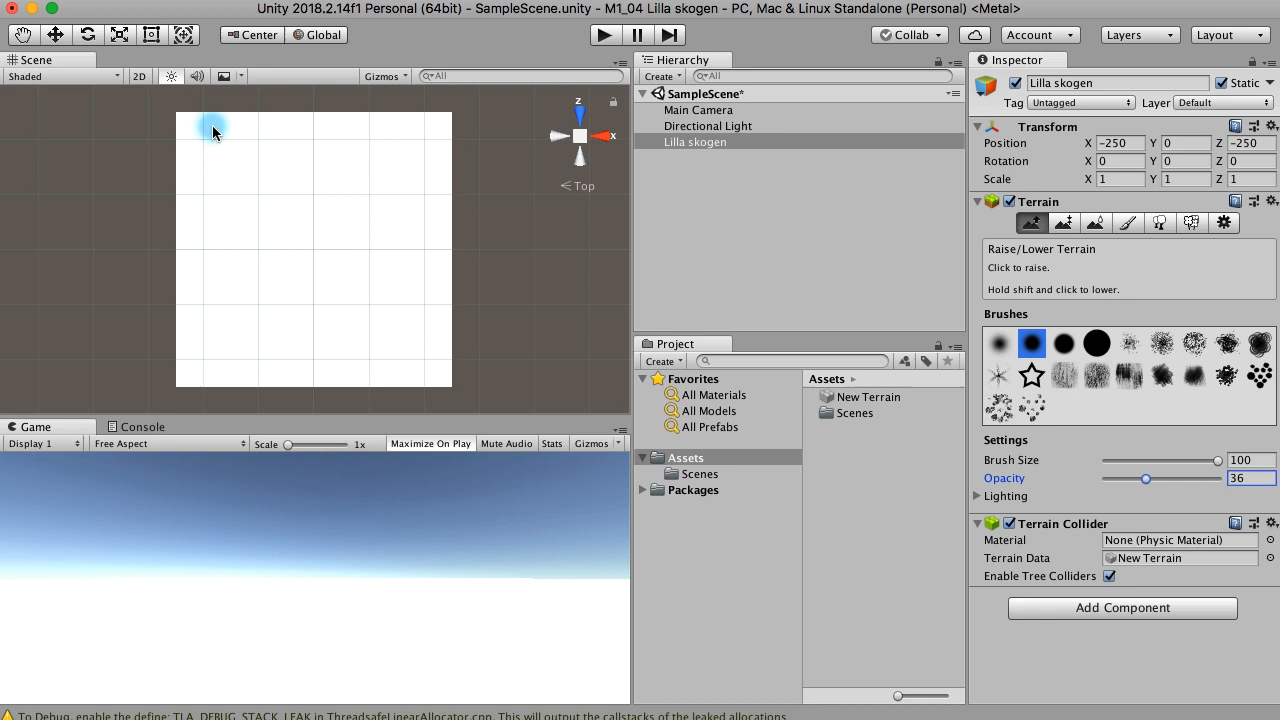 Unity 2018.2.14f1 Personal (64bit) - SampleScene.unity - M1_04 Lilla skogen - PC, Mac & Linux Standalone (Personal) <Metal>
Center Global Collab Account Layers Layout
Scene
Shaded 2D Gizmos All
z
x
Top
Game Console
Display 1 Free Aspect Scale 1x Maximize On Play Mute Audio Stats Gizmos
Hierarchy
Create All
SampleScene*
Main Camera
Directional Light
Lilla skogen
Project
Create
Favorites
All Materials
All Models
All Prefabs
Assets
Scenes
Packages
Assets
New Terrain
Scenes
Inspector
Lilla skogen Static
Tag Untagged Layer Default
Transform
Position X -250 Y 0 Z -250
Rotation X 0 Y 0 Z 0
Scale X 1 Y 1 Z 1
Terrain
Raise/Lower Terrain
Click to raise.
Hold shift and click to lower.
Brushes
Settings
Brush Size 100
Opacity 36
Lighting
Terrain Collider
Material None (Physic Material)
Terrain Data New Terrain
Enable Tree Colliders
Add Component
To Debug, enable the define: TLA_DEBUG_STACK_LEAK in ThreadsafeLinearAllocator.cpp. This will output the callstacks of the leaked allocations